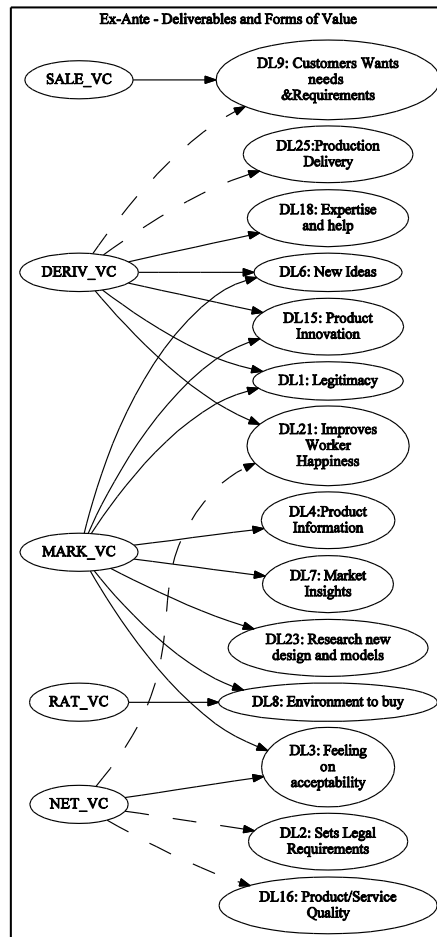 Ex-Ante - Deliverables and Forms of Value
SALE_VC
DL9: Customers Wants
needs
&Requirements
DL25:Production
Delivery
DL18: Expertise
and help
DERIV_VC
DL6: New Ideas
DL15: Product
Innovation
DL1: Legitimacy
DL21: Improves
Worker
Happiness
DL4:Product
Information
MARK_VC
DL7: Market
Insights
DL23: Research new
design and models
RAT_VC
DL8: Environment to buy
DL3: Feeling
on
acceptability
NET_VC
DL2: Sets Legal
Requirements
DL16: Product/Service
Quality